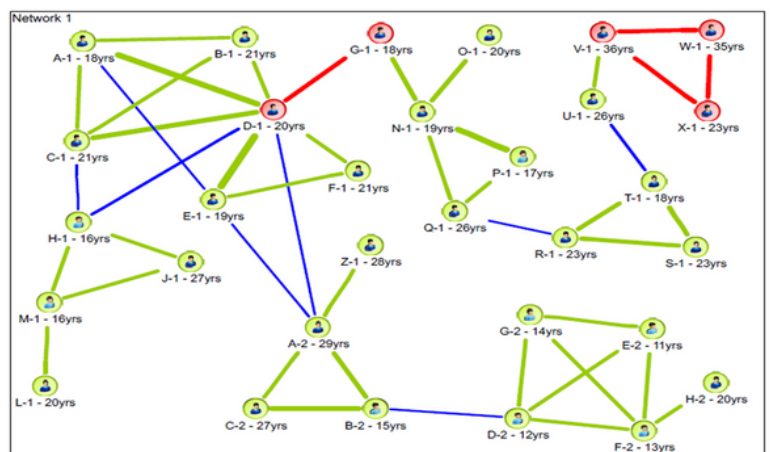 Network 1
A-1 - 18yrs
B-1 - 21yrs
G-1 - 18yrs
O-1 - 20yrs
V-1 - 36yrs
W-1 - 35yrs
D-1 - 20yrs
N-1 - 19yrs
U-1 - 26yrs
X-1 - 23yrs
C-1 - 21yrs
P-1 - 17yrs
F-1 - 21yrs
T-1 - 18yrs
E-1 - 19yrs
Q-1 - 26yrs
H-1 - 16yrs
R-1 - 23yrs
S-1 - 23yrs
Z-1 - 28yrs
J-1 - 27yrs
M-1 - 16yrs
A-2 - 29yrs
G-2 - 14yrs
E-2 - 11yrs
L-1 - 20yrs
H-2 - 20yrs
C-2 - 27yrs
B-2 - 15yrs
D-2 - 12yrs
F-2 - 13yrs